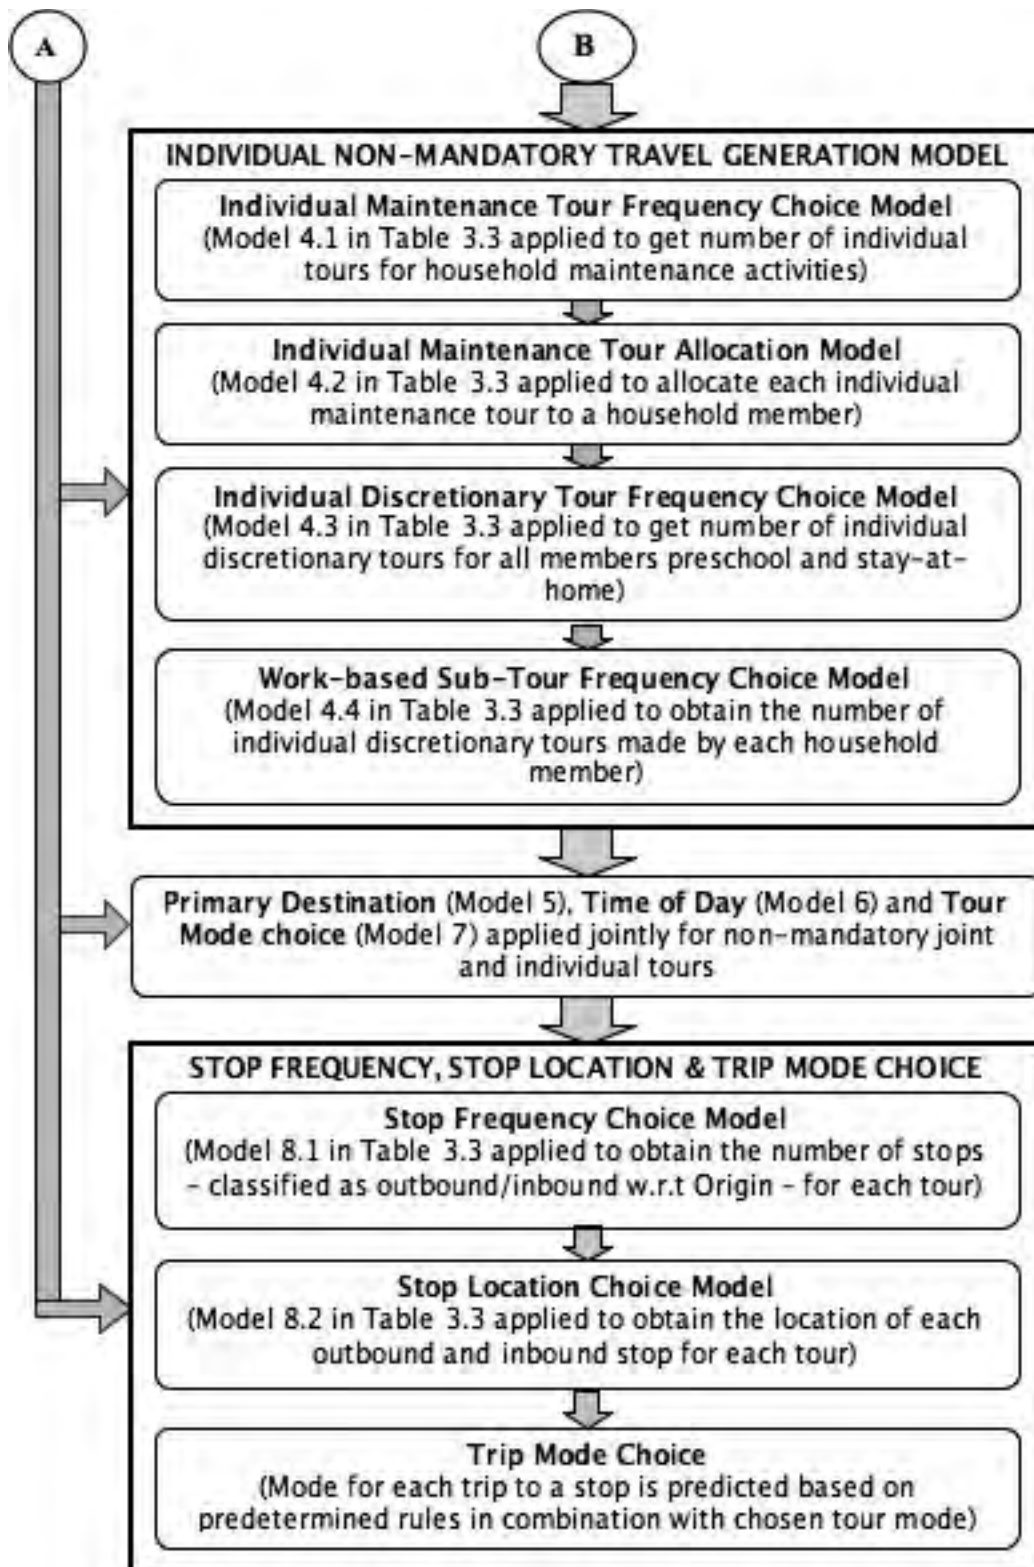 A
B
INDIVIDUAL NON-MANDATORY TRAVEL GENERATION MODEL
Individual Maintenance Tour Frequency Choice Model
(Model 4.1 in Table 3.3 applied to get number of individual
tours for household maintenance activities)
Individual Maintenance Tour Allocation Model
(Model 4.2 in Table 3.3 applied to allocate each individual
maintenance tour to a household member)
Individual Discretionary Tour Frequency Choice Model
(Model 4.3 in Table 3.3 applied to get number of individual
discretionary tours for all members preschool and stay-at-
home)
Work-based Sub-Tour Frequency Choice Model
(Model 4.4 in Table 3.3 applied to obtain the number of
individual discretionary tours made by each household
member)
Primary Destination (Model 5), Time of Day (Model 6) and Tour
Mode choice (Model 7) applied jointly for non-mandatory joint
and individual tours
STOP FREQUENCY, STOP LOCATION & TRIP MODE CHOICE
Stop Frequency Choice Model
(Model 8.1 in Table 3.3 applied to obtain the number of stops
- classified as outbound/inbound w.r.t Origin - for each tour)
Stop Location Choice Model
(Model 8.2 in Table 3.3 applied to obtain the location of each
outbound and inbound stop for each tour)
Trip Mode Choice
(Mode for each trip to a stop is predicted based on
predetermined rules in combination with chosen tour mode)